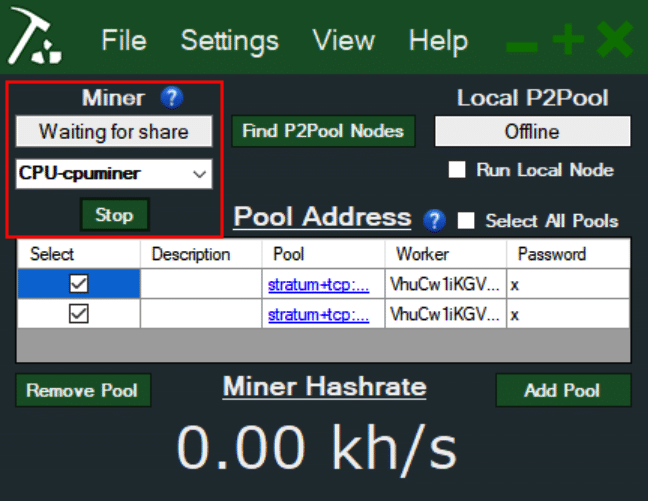 File Settings View Help
Miner ? Local P2Pool
Waiting for share Find P2Pool Nodes Offline
CPU-cpuminer Run Local Node
Stop Pool Address ? Select All Pools
Select Description Pool Worker Password
stratum+tcp:... VhuCw1iKGV... x
stratum+tcp:... VhuCw1iKGV... x
Remove Pool Miner Hashrate Add Pool
0.00 kh/s